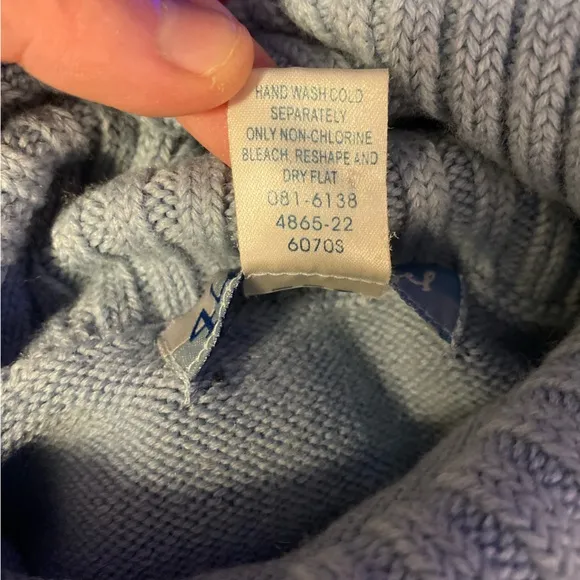 HAND WASH COLD
SEPARATELY
ONLY NON-CHLORINE
BLEACH, RESHAPE AND
DRY FLAT
081-6138
4865-22
6070S